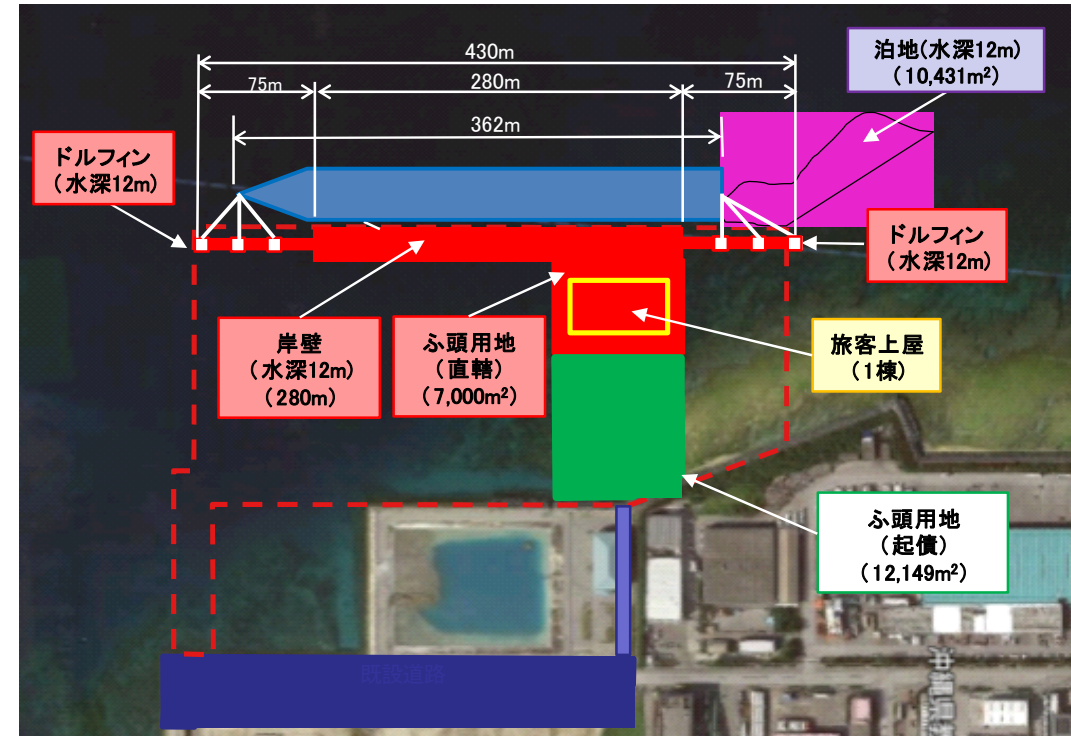 430m
75m
280m
75m
362m
泊地(水深12m)
(10,431m²)
ドルフィン
(水深12m)
ドルフィン
(水深12m)
岸壁
(水深12m)
(280m)
ふ頭用地
(直轄)
(7,000m²)
旅客上屋
(1棟)
ふ頭用地
(起債)
(12,149m²)
既設道路
沖縄県